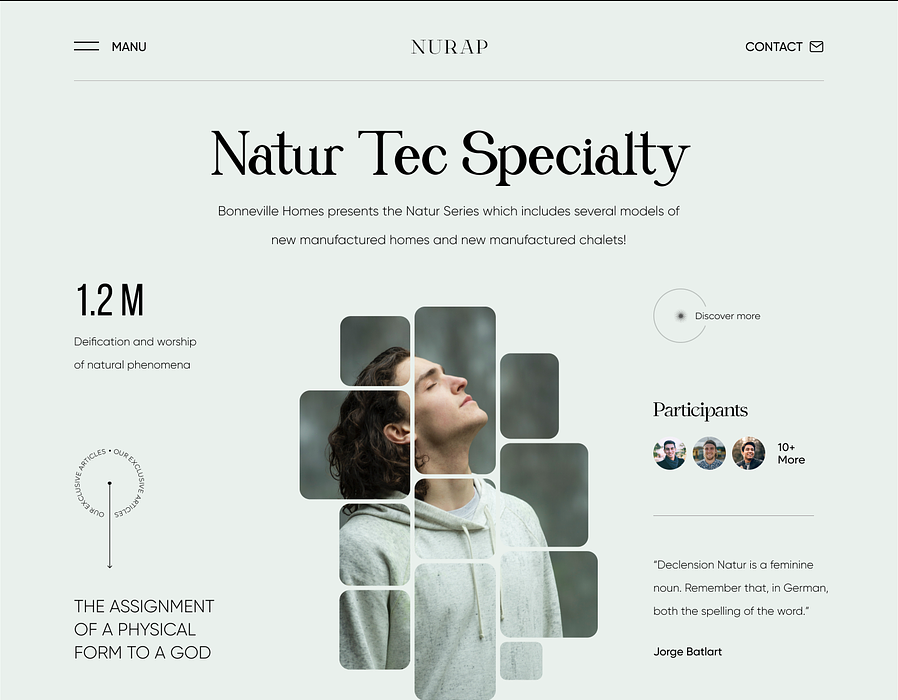 MANU
NURAP
CONTACT
Natur Tec Specialty
Bonneville Homes presents the Natur Series which includes several models of
new manufactured homes and new manufactured chalets!
1.2 M
Deification and worship
of natural phenomena
Discover more
Participants
10+
More
OUR EXCLUSIVE ARTICLES • OUR EXCLUSIVE ARTICLES
THE ASSIGNMENT
OF A PHYSICAL
FORM TO A GOD
"Declension Natur is a feminine
noun. Remember that, in German,
both the spelling of the word."
Jorge Batlart